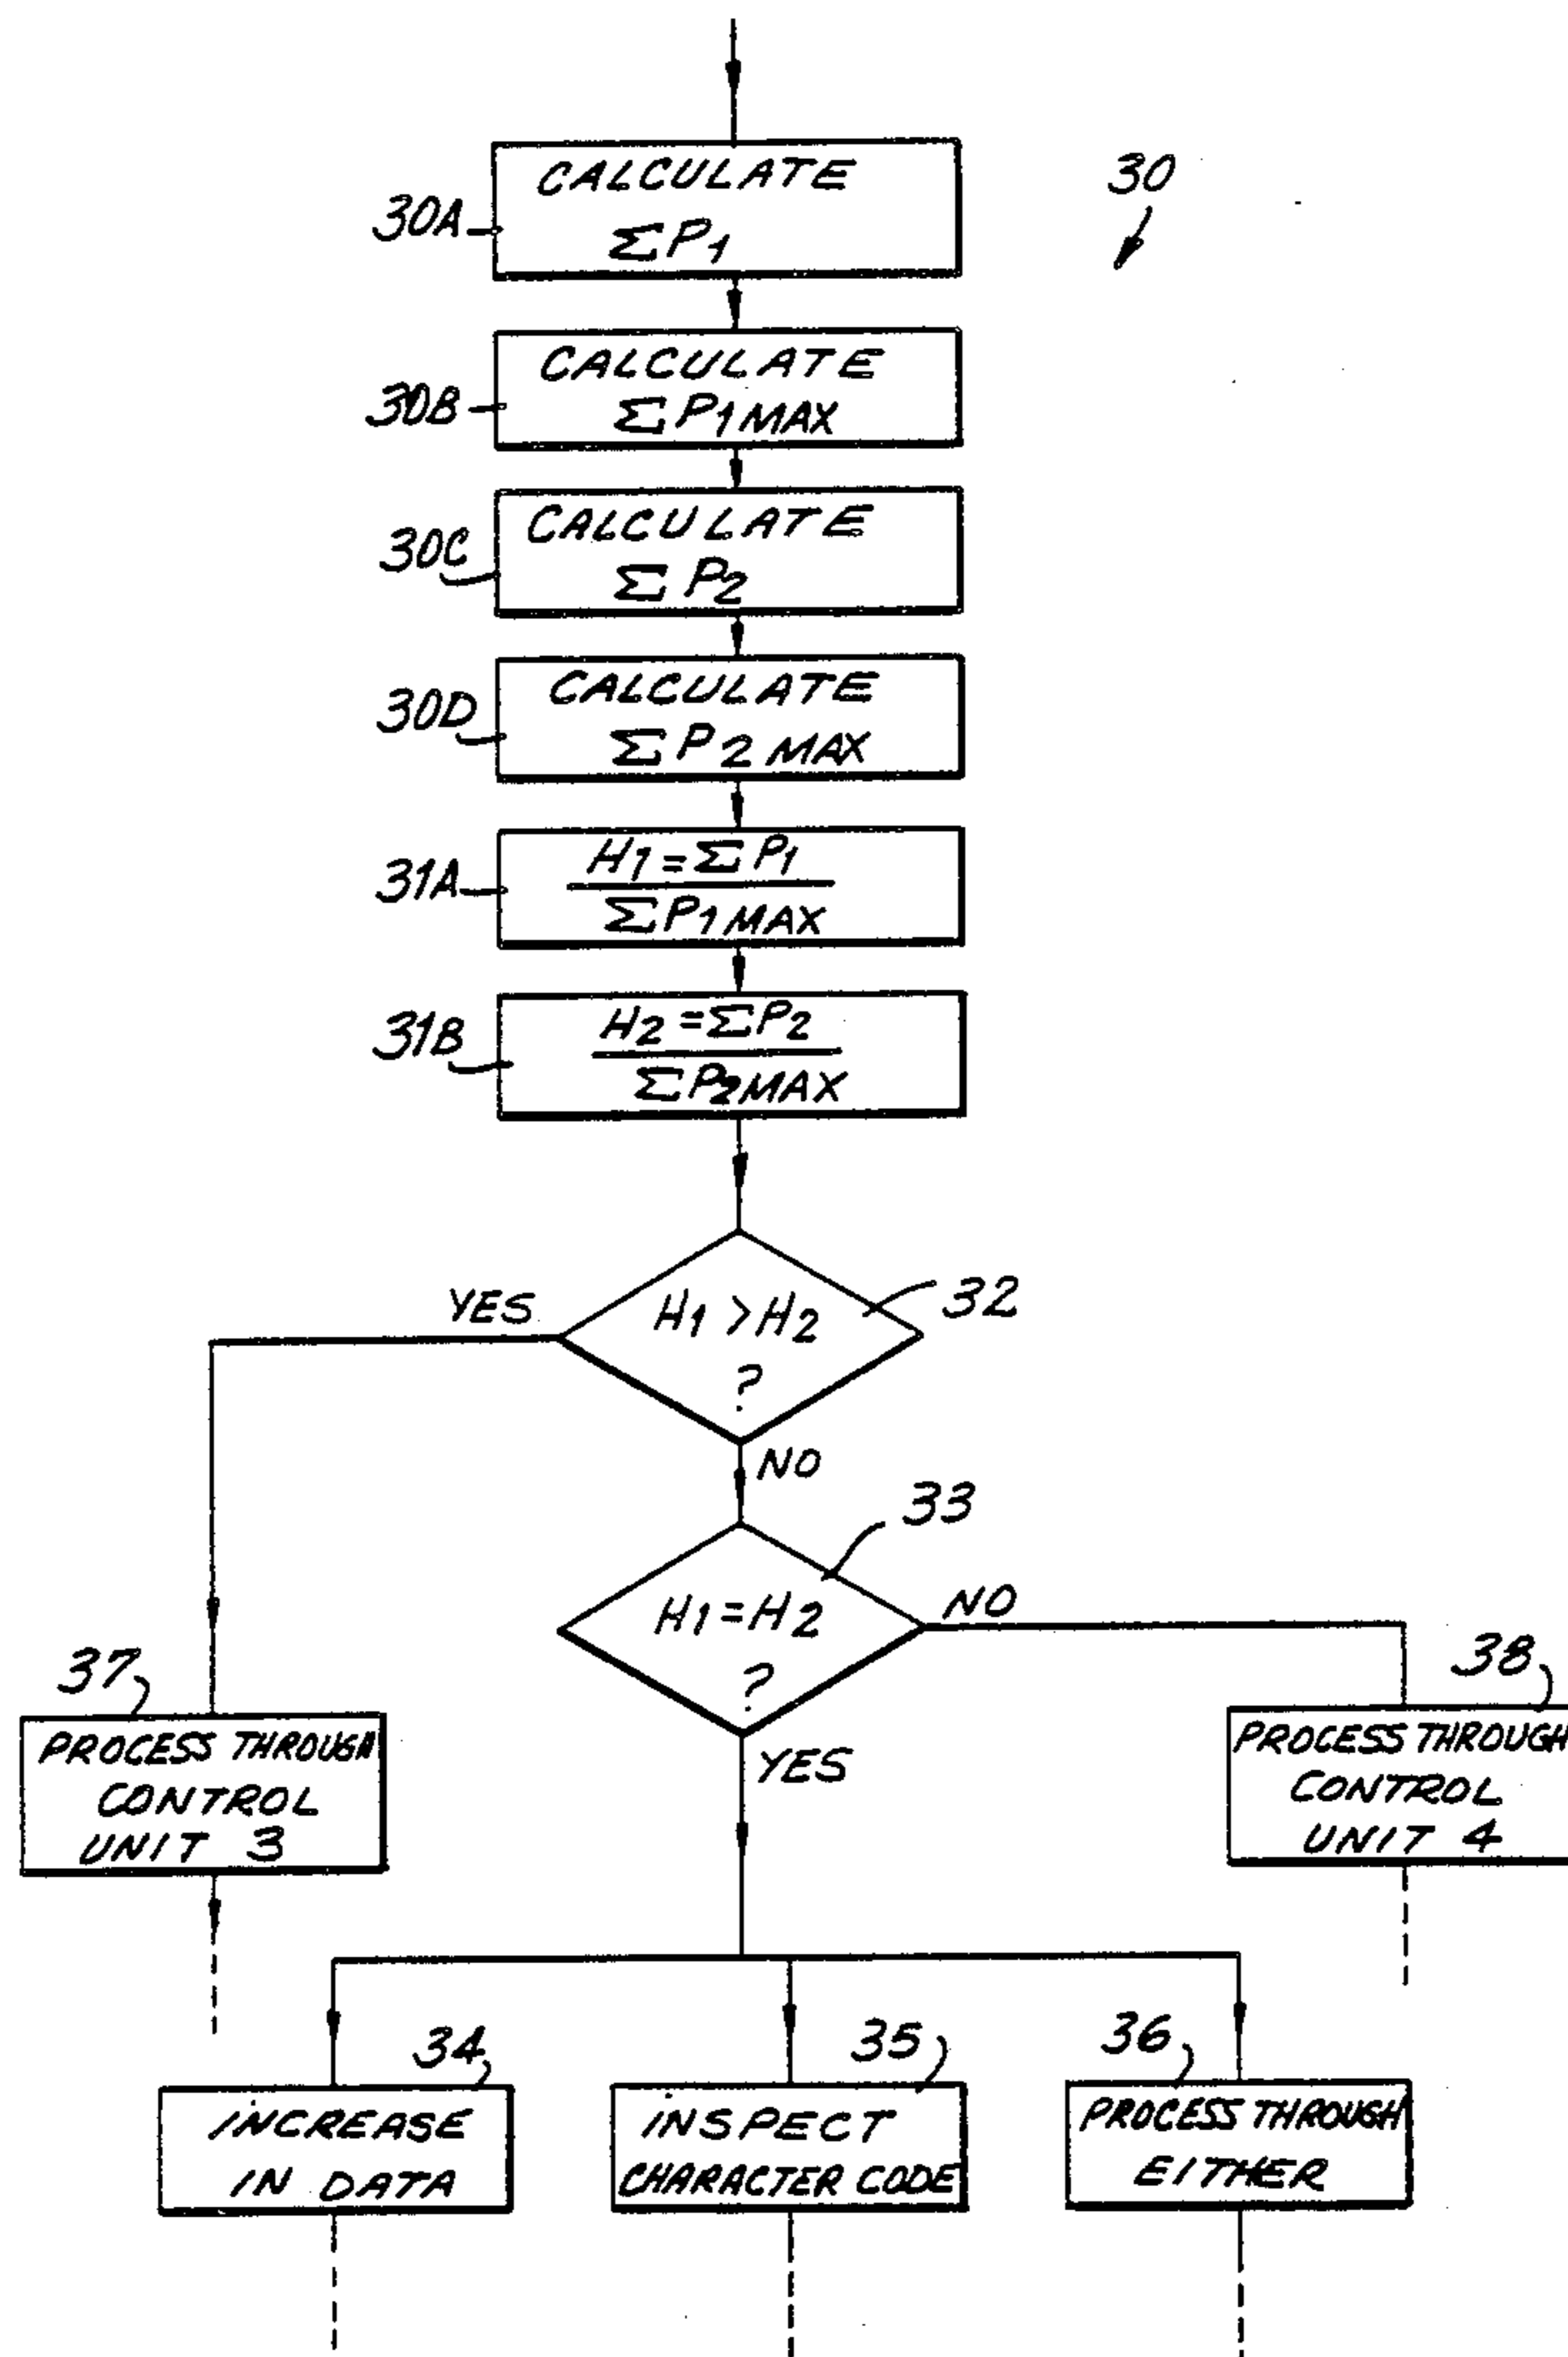 30
CALCULATE
30A
ΣP1
CALCULATE
30B
ΣP1MAX
CALCULATE
30C
ΣP2
CALCULATE
30D
ΣP2MAX
H1=ΣP1
31A
ΣP1MAX
H2=ΣP2
31B
ΣP2MAX
32
YES
H1>H2
?
NO
33
H1=H2
NO
?
YES
37
PROCESS THROUGH
CONTROL
UNIT 3
38
PROCESS THROUGH
CONTROL
UNIT 4
34
INCREASE
IN DATA
35
INSPECT
CHARACTER CODE
36
PROCESS THROUGH
EITHER